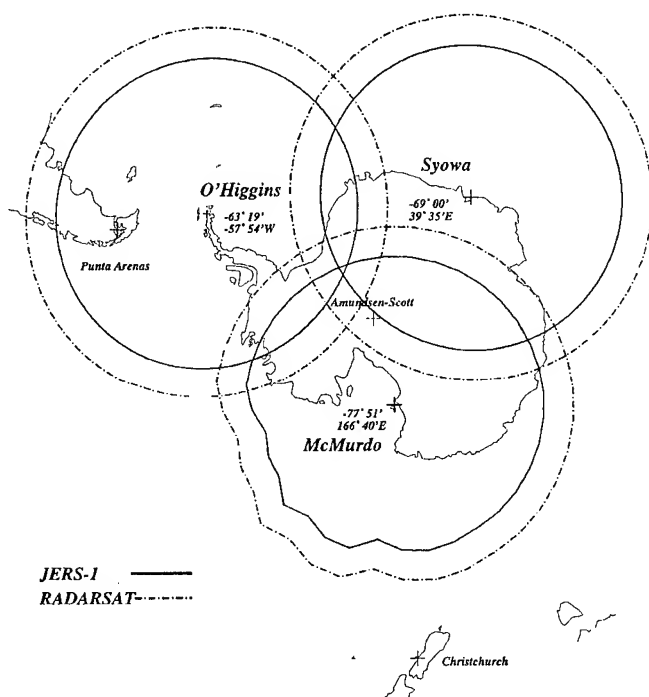 Syowa
-69° 00'
39° 35'E
O'Higgins
-63° 19'
-57° 54'W
Punta Arenas
Amundsen-Scott
-77° 51'
166° 40'E
McMurdo
JERS-1
RADARSAT
Christchurch